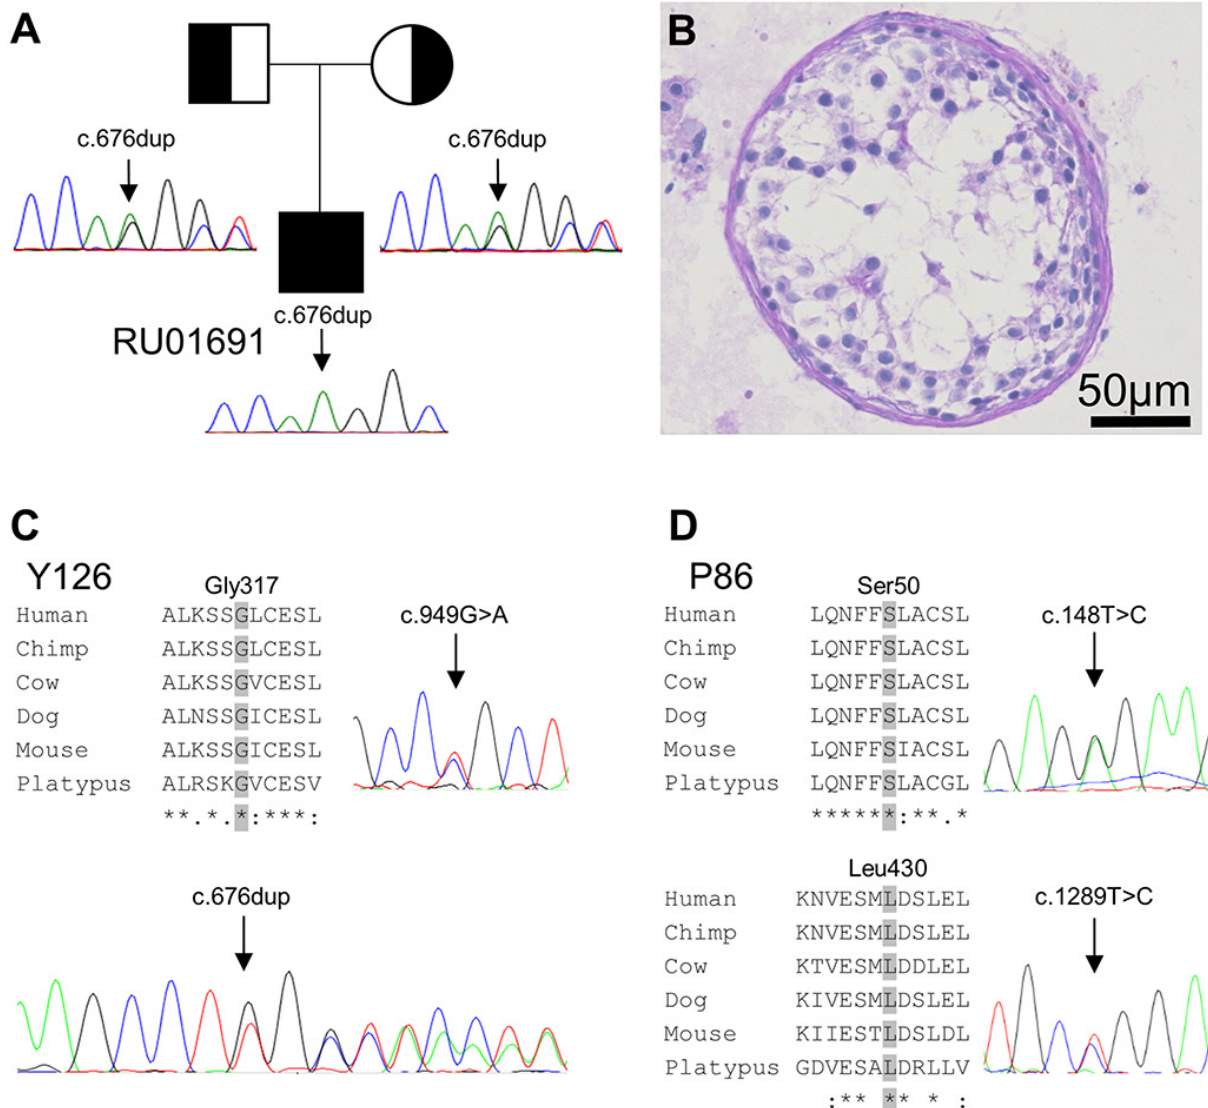 A
c.676dup
c.676dup
c.676dup
RU01691
B
50µm
C
Y126
Gly317
Human ALKSSGLCESL
Chimp ALKSSGLCESL
Cow ALKSSGVCESL
Dog ALNSSGICESL
Mouse ALKSSGICESL
Platypus ALRSKGVCESV
**.*.*:***:
c.949G>A
c.676dup
D
P86
Ser50
Human LQNFFSLACSL
Chimp LQNFFSLACSL
Cow LQNFFSLACSL
Dog LQNFFSLACSL
Mouse LQNFFSIACSL
Platypus LQNFFSLACGL
******:**.*
c.148T>C
Leu430
Human KNVESMLDSLEL
Chimp KNVESMLDSLEL
Cow KTVESMLDDLEL
Dog KIVESMLDSLEL
Mouse KIIESTLDSLDL
Platypus GDVESALDRLLV
:** ** * :
c.1289T>C